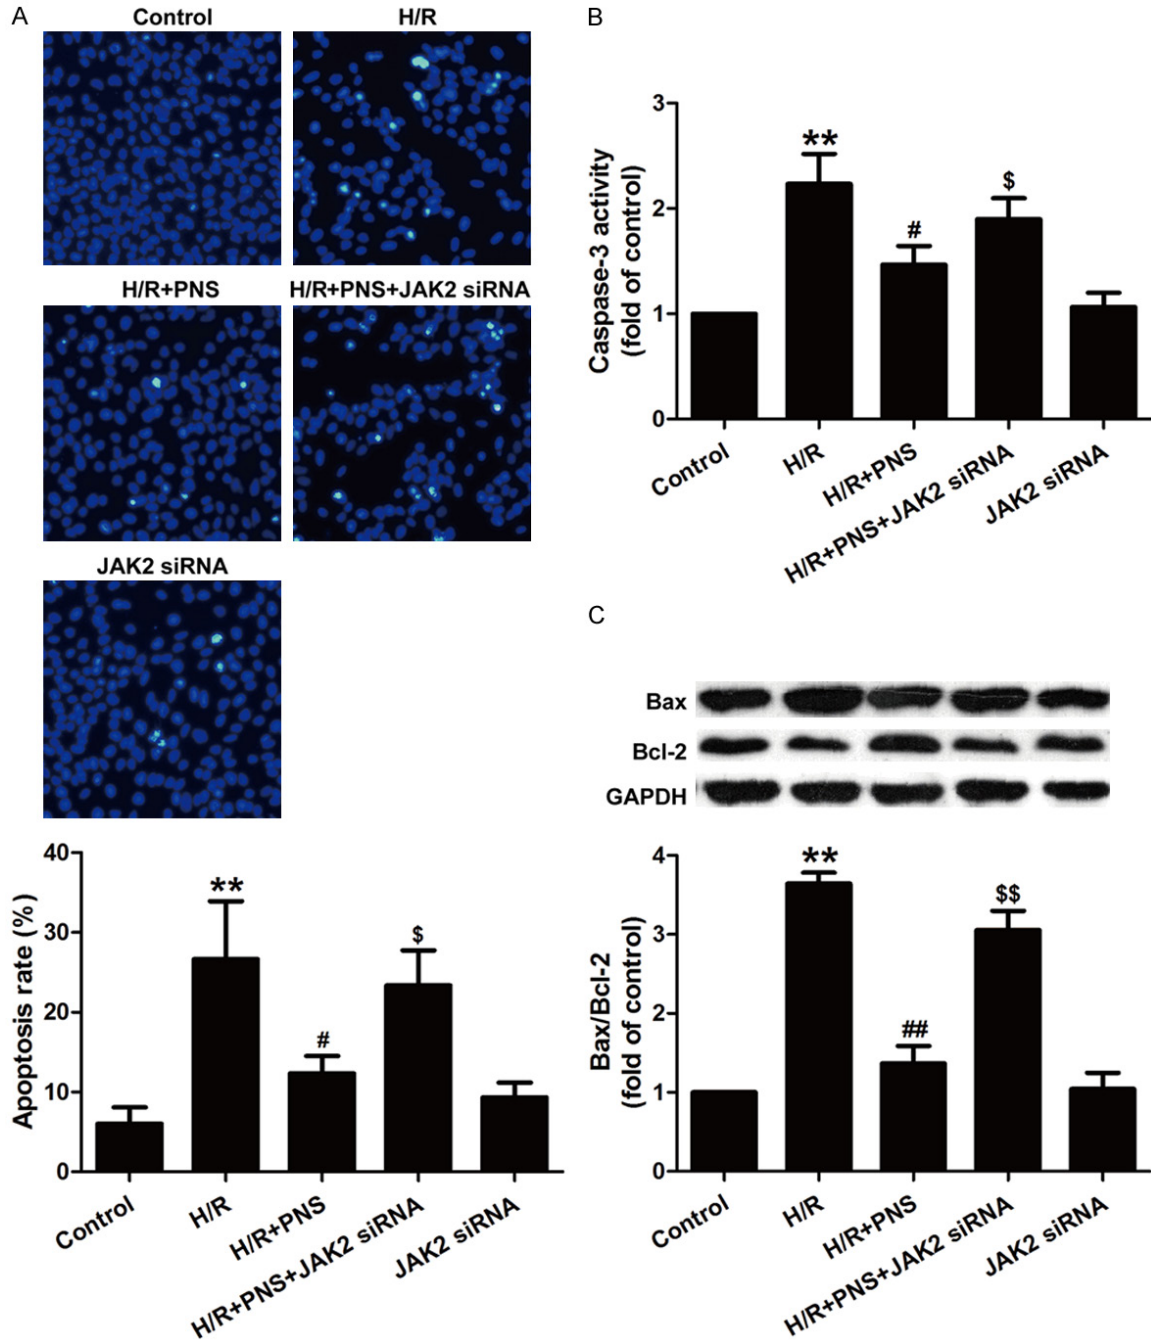 A
Control
H/R
H/R+PNS
H/R+PNS+JAK2 siRNA
JAK2 siRNA
40
30
20
10
0
Apoptosis rate (%)
**
#
$
Control
H/R
H/R+PNS
H/R+PNS+JAK2 siRNA
JAK2 siRNA
B
3
2
1
0
Caspase-3 activity
(fold of control)
**
#
$
Control
H/R
H/R+PNS
H/R+PNS+JAK2 siRNA
JAK2 siRNA
C
Bax
Bcl-2
GAPDH
4
3
2
1
0
Bax/Bcl-2
(fold of control)
**
##
$$
Control
H/R
H/R+PNS
H/R+PNS+JAK2 siRNA
JAK2 siRNA